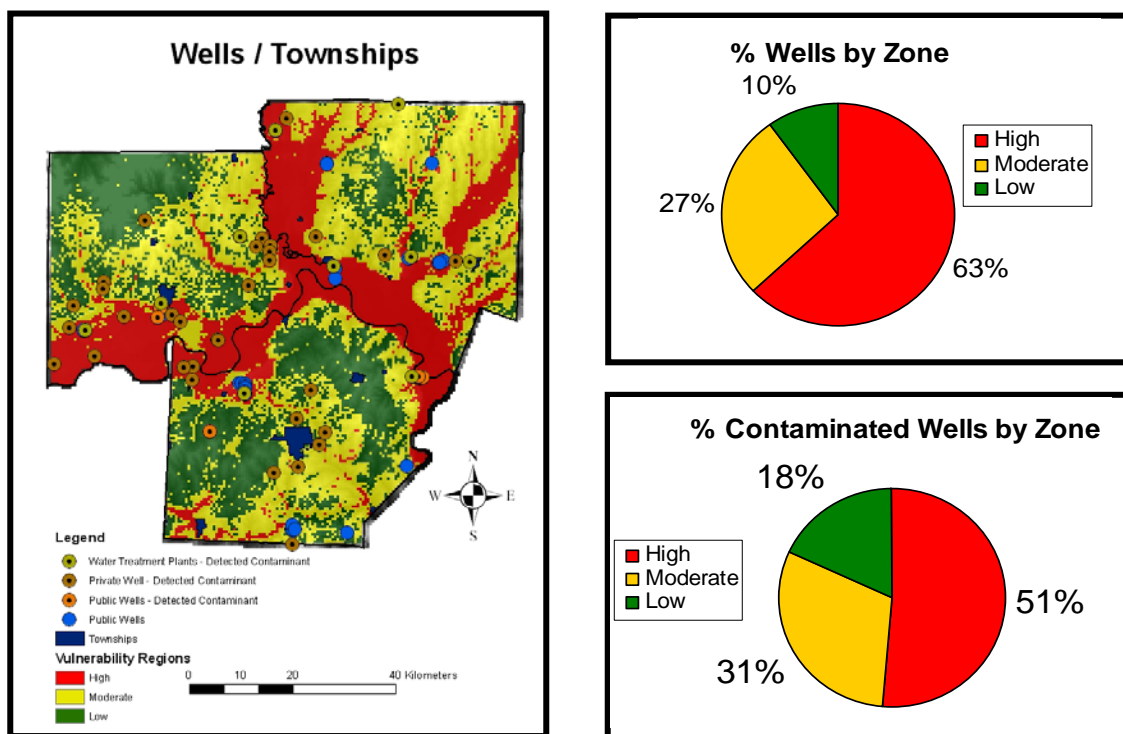 Wells / Townships
N
W
E
S
Legend
Water Treatment Plants - Detected Contaminant
Private Well - Detected Contaminant
Public Wells - Detected Contaminant
Public Wells
Townships
Vulnerability Regions
High
Moderate
Low
0 20 40 Kilometers
% Wells by Zone
10%
27%
63%
High
Moderate
Low
% Contaminated Wells by Zone
18%
31%
51%
High
Moderate
Low